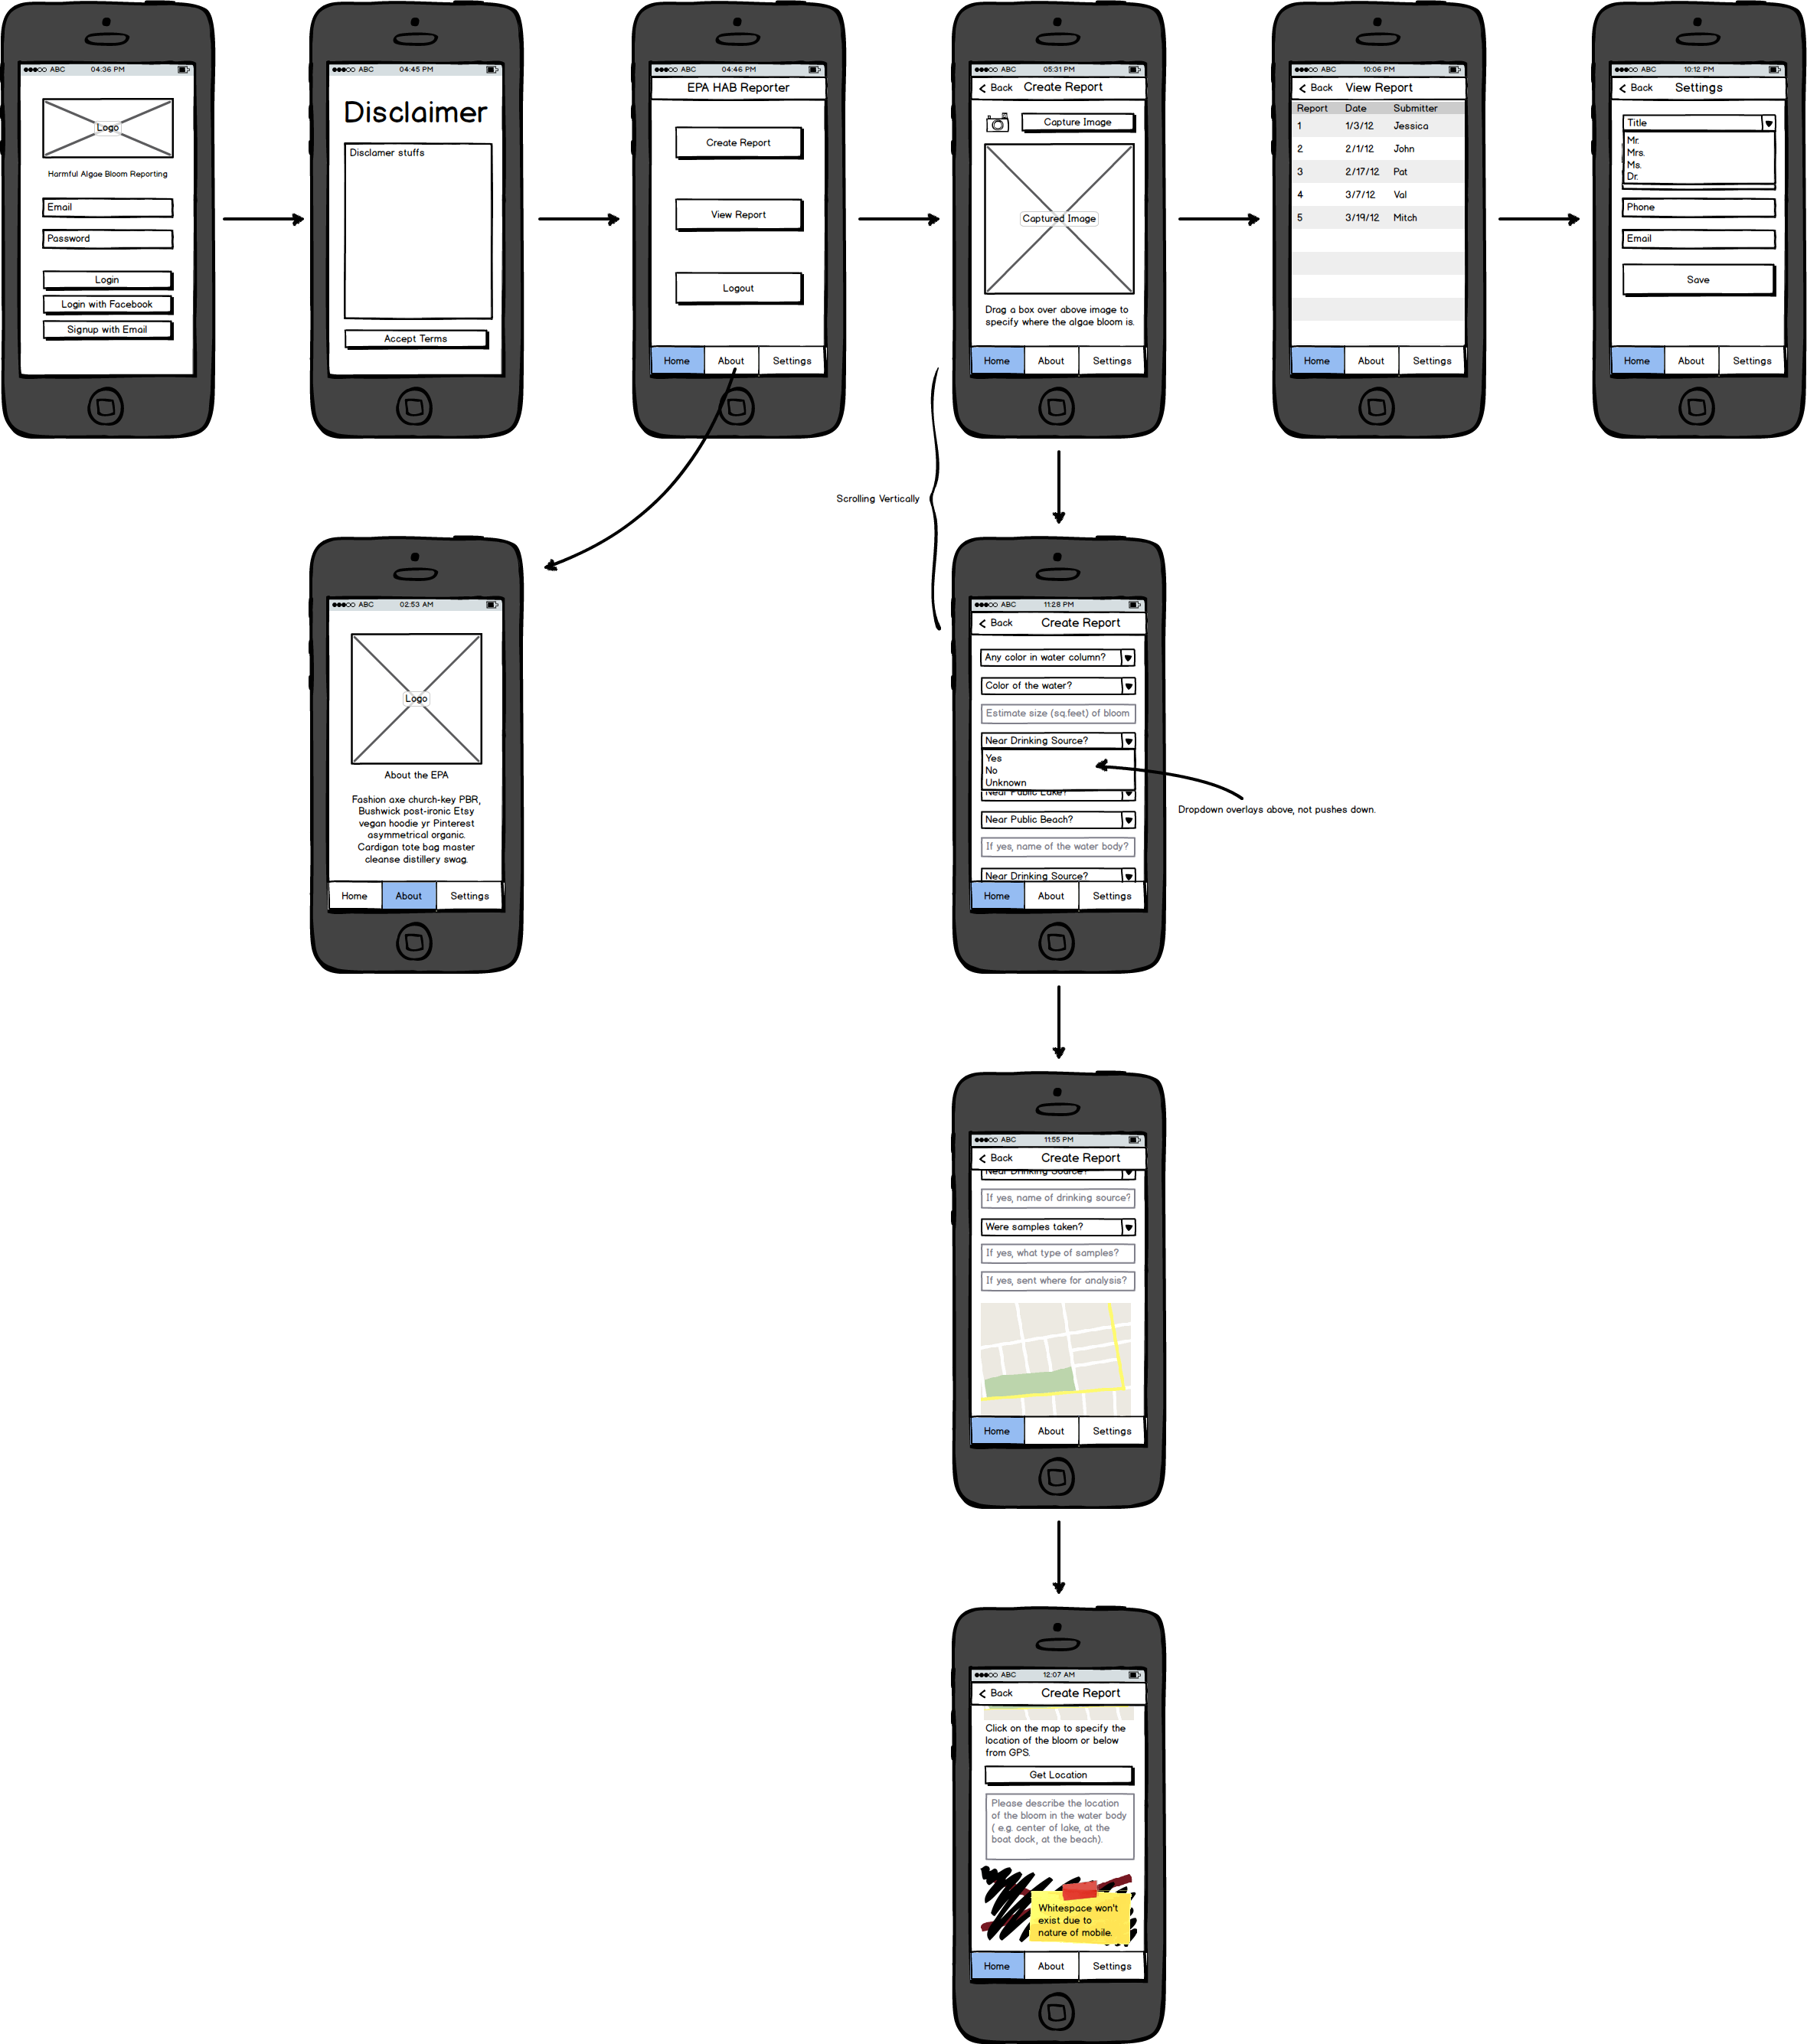 ABC 04:36 PM
Logo
Harmful Algae Bloom Reporting
Email
Password
Login
Login with Facebook
Signup with Email
ABC 04:45 PM
Disclaimer
Disclamer stuffs
Accept Terms
ABC 04:46 PM
EPA HAB Reporter
Create Report
View Report
Logout
Home About Settings
ABC 05:31 PM
Back Create Report
Capture Image
Captured Image
Drag a box over above image to
specify where the algae bloom is.
Home About Settings
ABC 10:06 PM
Back View Report
Report Date Submitter
1 1/3/12 Jessica
2 2/1/12 John
3 2/17/12 Pat
4 3/7/12 Val
5 3/19/12 Mitch
Home About Settings
ABC 10:12 PM
Back Settings
Title
Mr.
Mrs.
Ms.
Dr.
Phone
Email
Save
Home About Settings
Scrolling Vertically
ABC 02:53 AM
Logo
About the EPA
Fashion axe church-key PBR,
Bushwick post-ironic Etsy
vegan hoodie yr Pinterest
asymmetrical organic.
Cardigan tote bag master
cleanse distillery swag.
Home About Settings
ABC 11:28 PM
Back Create Report
Any color in water column?
Color of the water?
Estimate size (sq.feet) of bloom
Near Drinking Source?
Yes
No
Unknown
Near Public Lake?
Near Public Beach?
If yes, name of the water body?
Near Drinking Source?
Home About Settings
Dropdown overlays above, not pushes down.
ABC 11:55 PM
Back Create Report
Near Drinking Source?
If yes, name of drinking source?
Were samples taken?
If yes, what type of samples?
If yes, sent where for analysis?
Home About Settings
ABC 12:07 AM
Back Create Report
Click on the map to specify the
location of the bloom or below
from GPS.
Get Location
Please describe the location
of the bloom in the water body
( e.g. center of lake, at the
boat dock, at the beach).
Whitespace won't
exist due to
nature of mobile.
Home About Settings